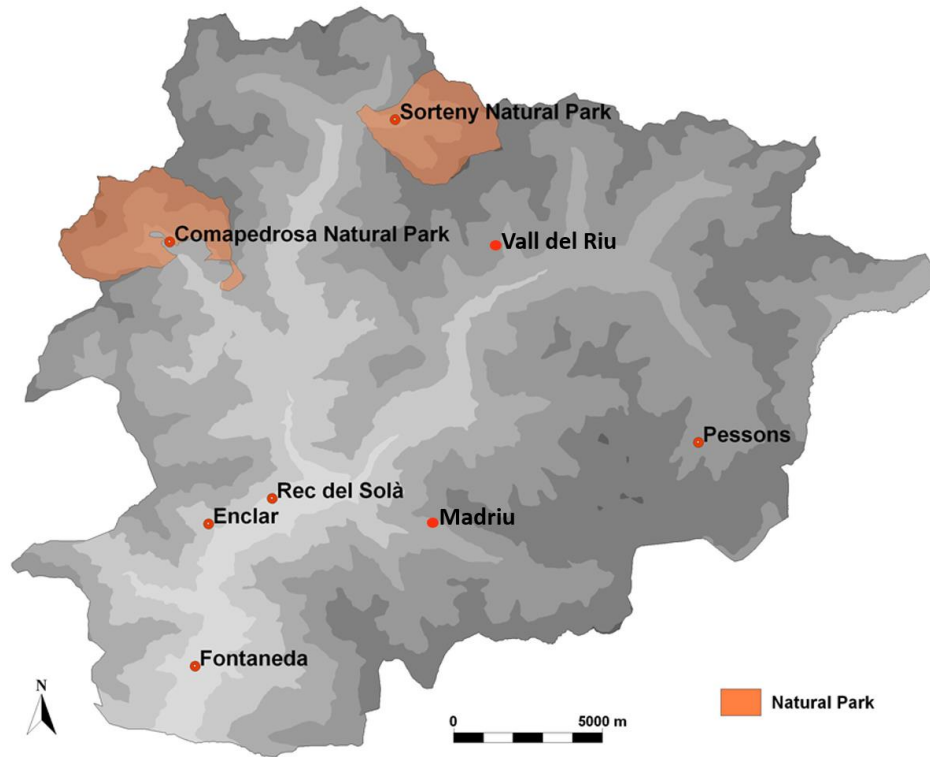 Sorteny Natural Park
Comapedrosa Natural Park
Vall del Riu
Pessons
Rec del Solà
Enclar
Madriu
Fontaneda
N
0 5000 m
Natural Park